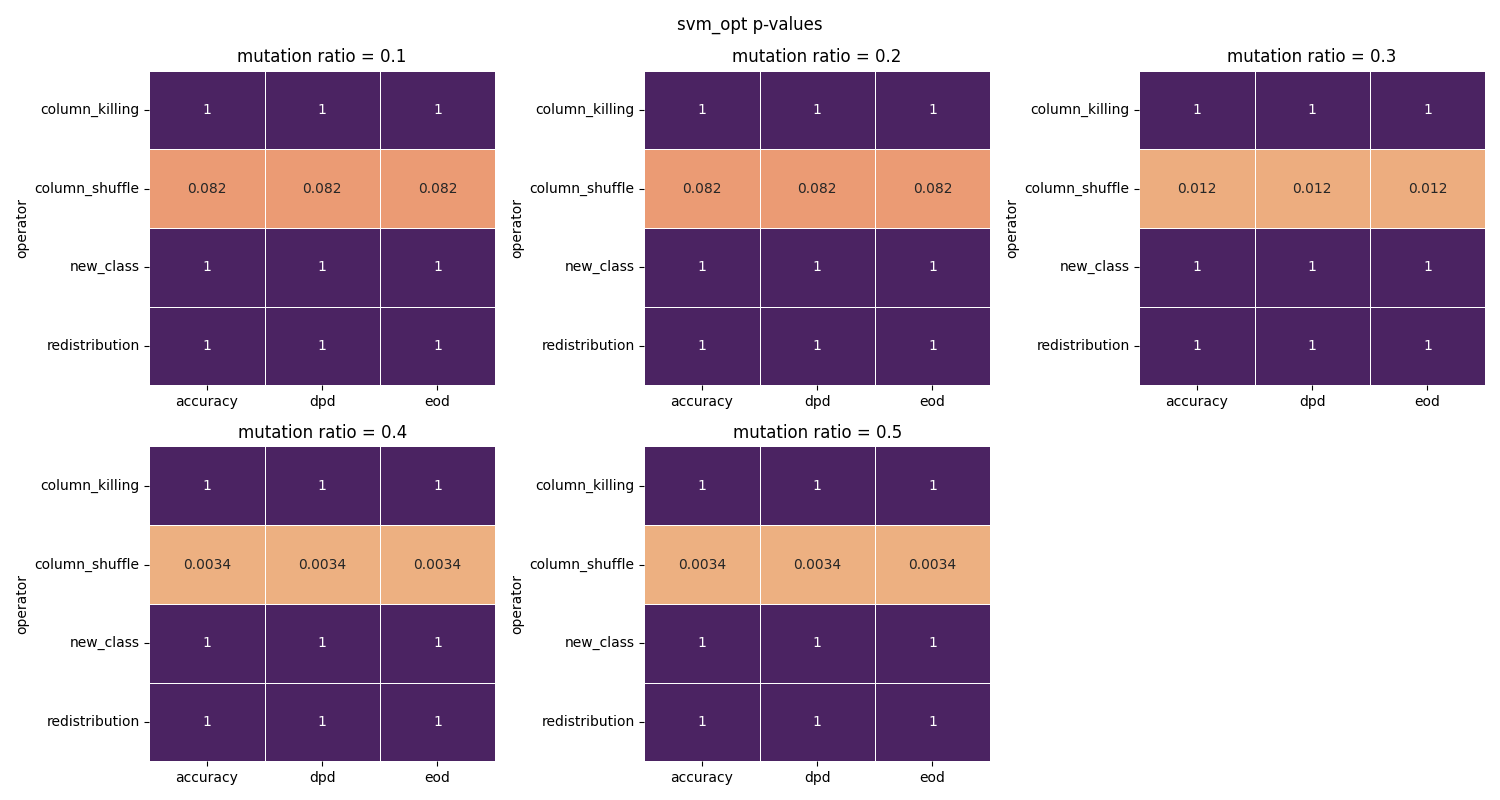 svm_opt p-values
mutation ratio = 0.1
operator
column_killing 1 1 1
column_shuffle 0.082 0.082 0.082
new_class 1 1 1
redistribution 1 1 1
accuracy dpd eod
mutation ratio = 0.2
operator
column_killing 1 1 1
column_shuffle 0.082 0.082 0.082
new_class 1 1 1
redistribution 1 1 1
accuracy dpd eod
mutation ratio = 0.3
operator
column_killing 1 1 1
column_shuffle 0.012 0.012 0.012
new_class 1 1 1
redistribution 1 1 1
accuracy dpd eod
mutation ratio = 0.4
operator
column_killing 1 1 1
column_shuffle 0.0034 0.0034 0.0034
new_class 1 1 1
redistribution 1 1 1
accuracy dpd eod
mutation ratio = 0.5
operator
column_killing 1 1 1
column_shuffle 0.0034 0.0034 0.0034
new_class 1 1 1
redistribution 1 1 1
accuracy dpd eod